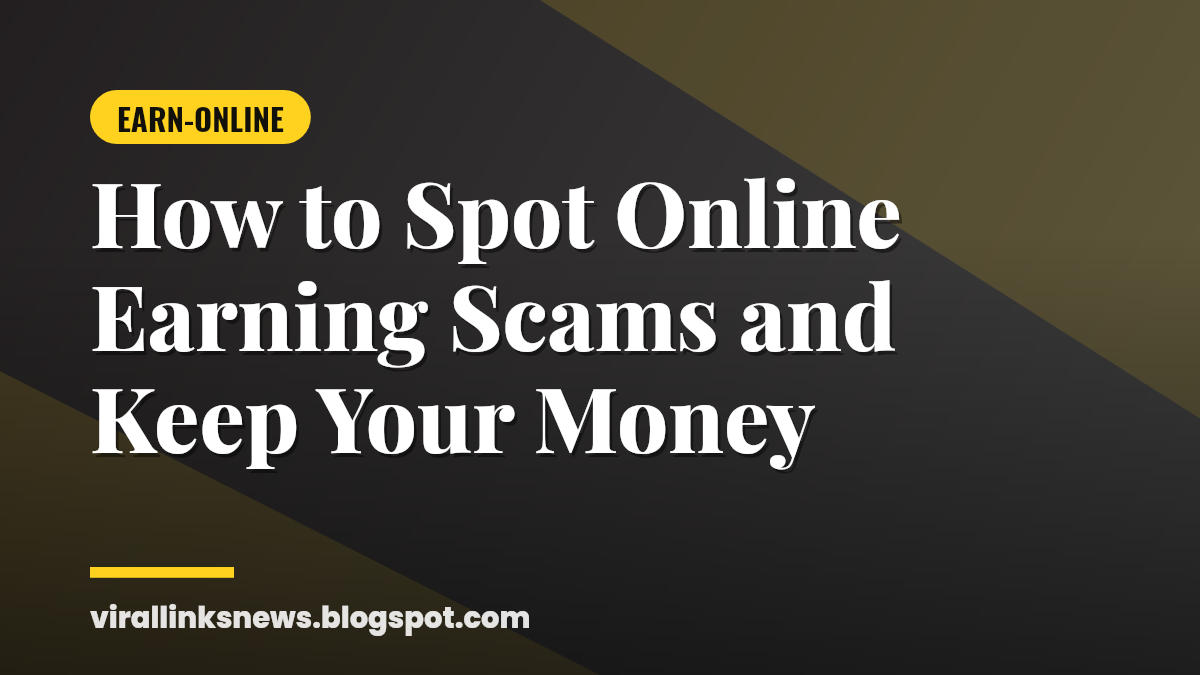 EARN-ONLINE
How to Spot Online
Earning Scams and
Keep Your Money
virallinksnews.blogspot.com